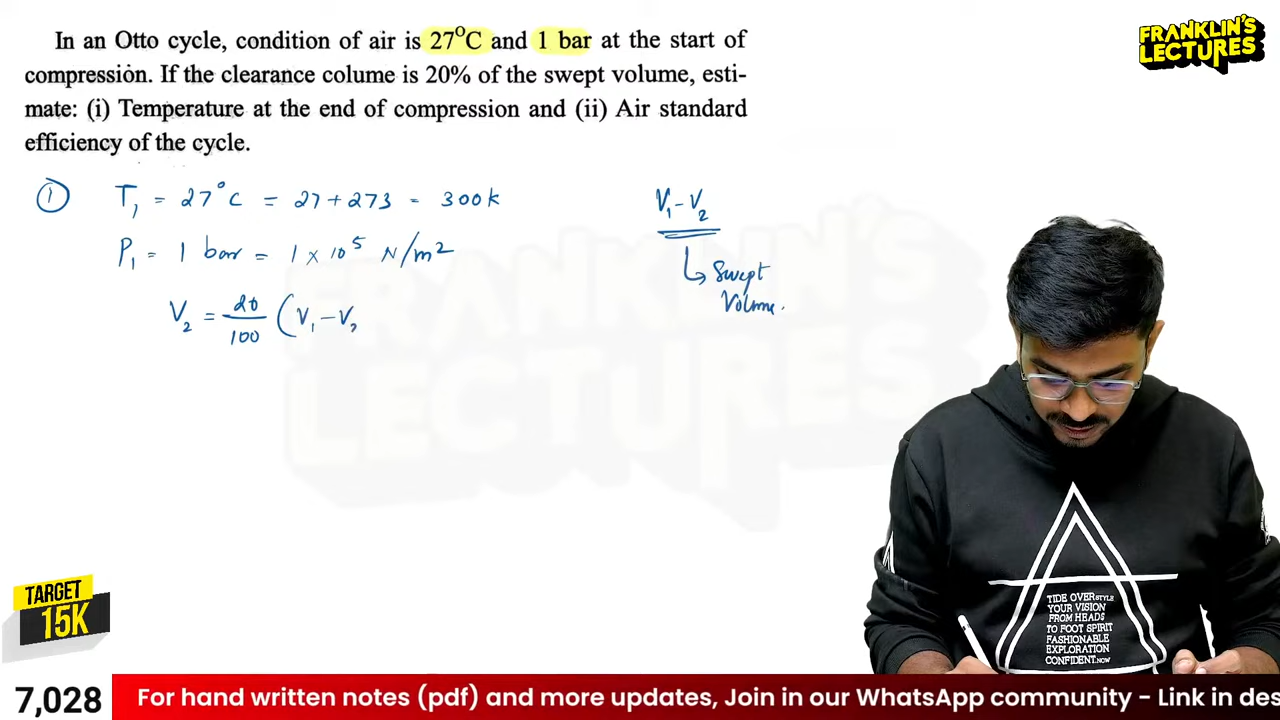 In an Otto cycle, condition of air is 27°C and 1 bar at the start of
compression. If the clearance colume is 20% of the swept volume, esti-
mate: (i) Temperature at the end of compression and (ii) Air standard
efficiency of the cycle.
FRANKLIN'S
LECTURES
① T₁ = 27°C = 27+273 = 300k
P₁ = 1 bar = 1 × 10⁵ N/m²
V₂ = 20/100 (V₁ - V₂
V₁ - V₂
↳ Swept
Volume.
FRANKLIN'S
LECTURES
TIDE OVER STYLE
YOUR VISION
FROM HEADS
TO FOOT SPIRIT
FASHIONABLE
EXPLORATION
CONFIDENT.NOW
TARGET
15K
7,028
For hand written notes (pdf) and more updates, Join in our WhatsApp community - Link in des